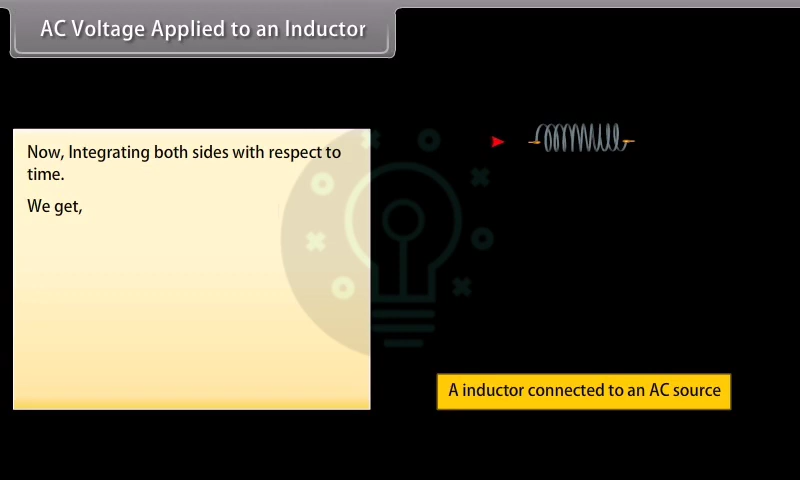 AC Voltage Applied to an Inductor
Now, Integrating both sides with respect to
time.
We get,
A inductor connected to an AC source